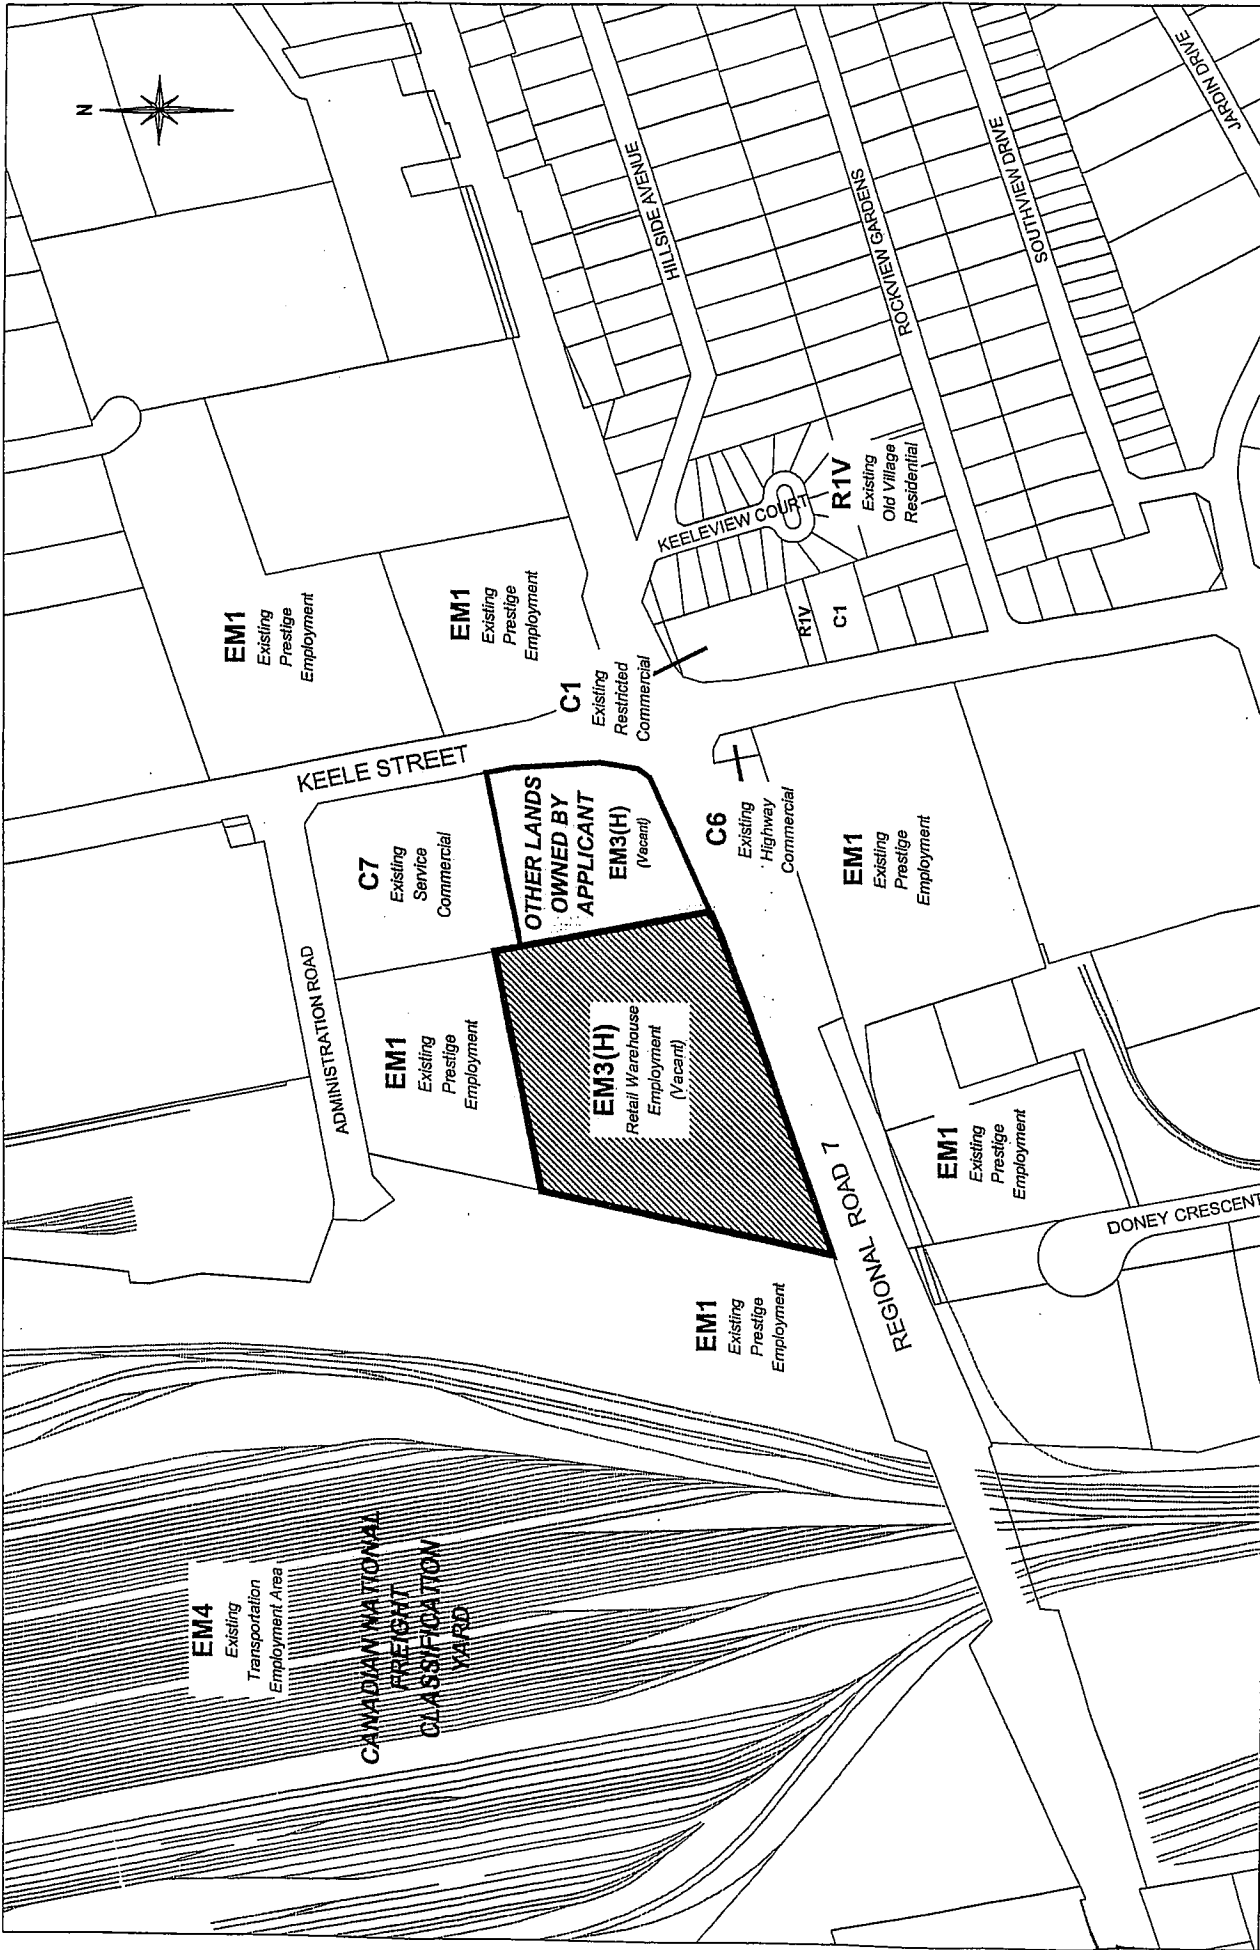 N
JARDIN DRIVE
HILLSIDE AVENUE
ROCKVIEW GARDENS
SOUTHVIEW DRIVE
KEELEVIEW COURT
R1V
Existing
Old Village
Residential
EM1
Existing
Prestige
Employment
EM1
Existing
Prestige
Employment
R1V
C1
C1
Existing
Restricted
Commercial
KEELE STREET
OTHER LANDS
OWNED BY
APPLICANT
EM3(H)
(Vacant)
C7
Existing
Service
Commercial
C6
Existing
Highway
Commercial
EM1
Existing
Prestige
Employment
ADMINISTRATION ROAD
EM1
Existing
Prestige
Employment
EM3(H)
Retail Warehouse
Employment
(Vacant)
REGIONAL ROAD 7
EM1
Existing
Prestige
Employment
DONEY CRESCENT
EM1
Existing
Prestige
Employment
EM4
Existing
Transportation
Employment Area
CANADIAN NATIONAL
FREIGHT
CLASSIFICATION
YARD